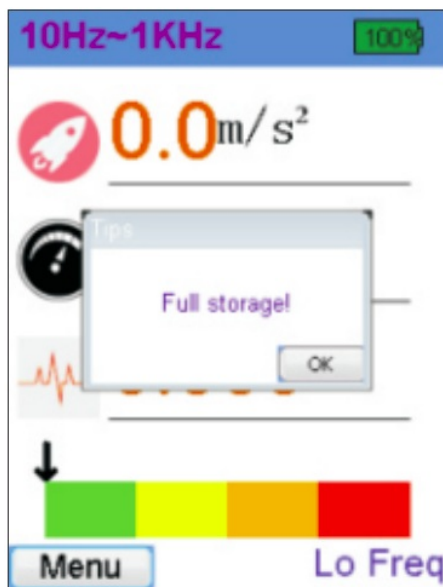 10Hz~1KHz
100%
0.0m/s²
Tips
Full storage!
OK
Menu
Lo Freq